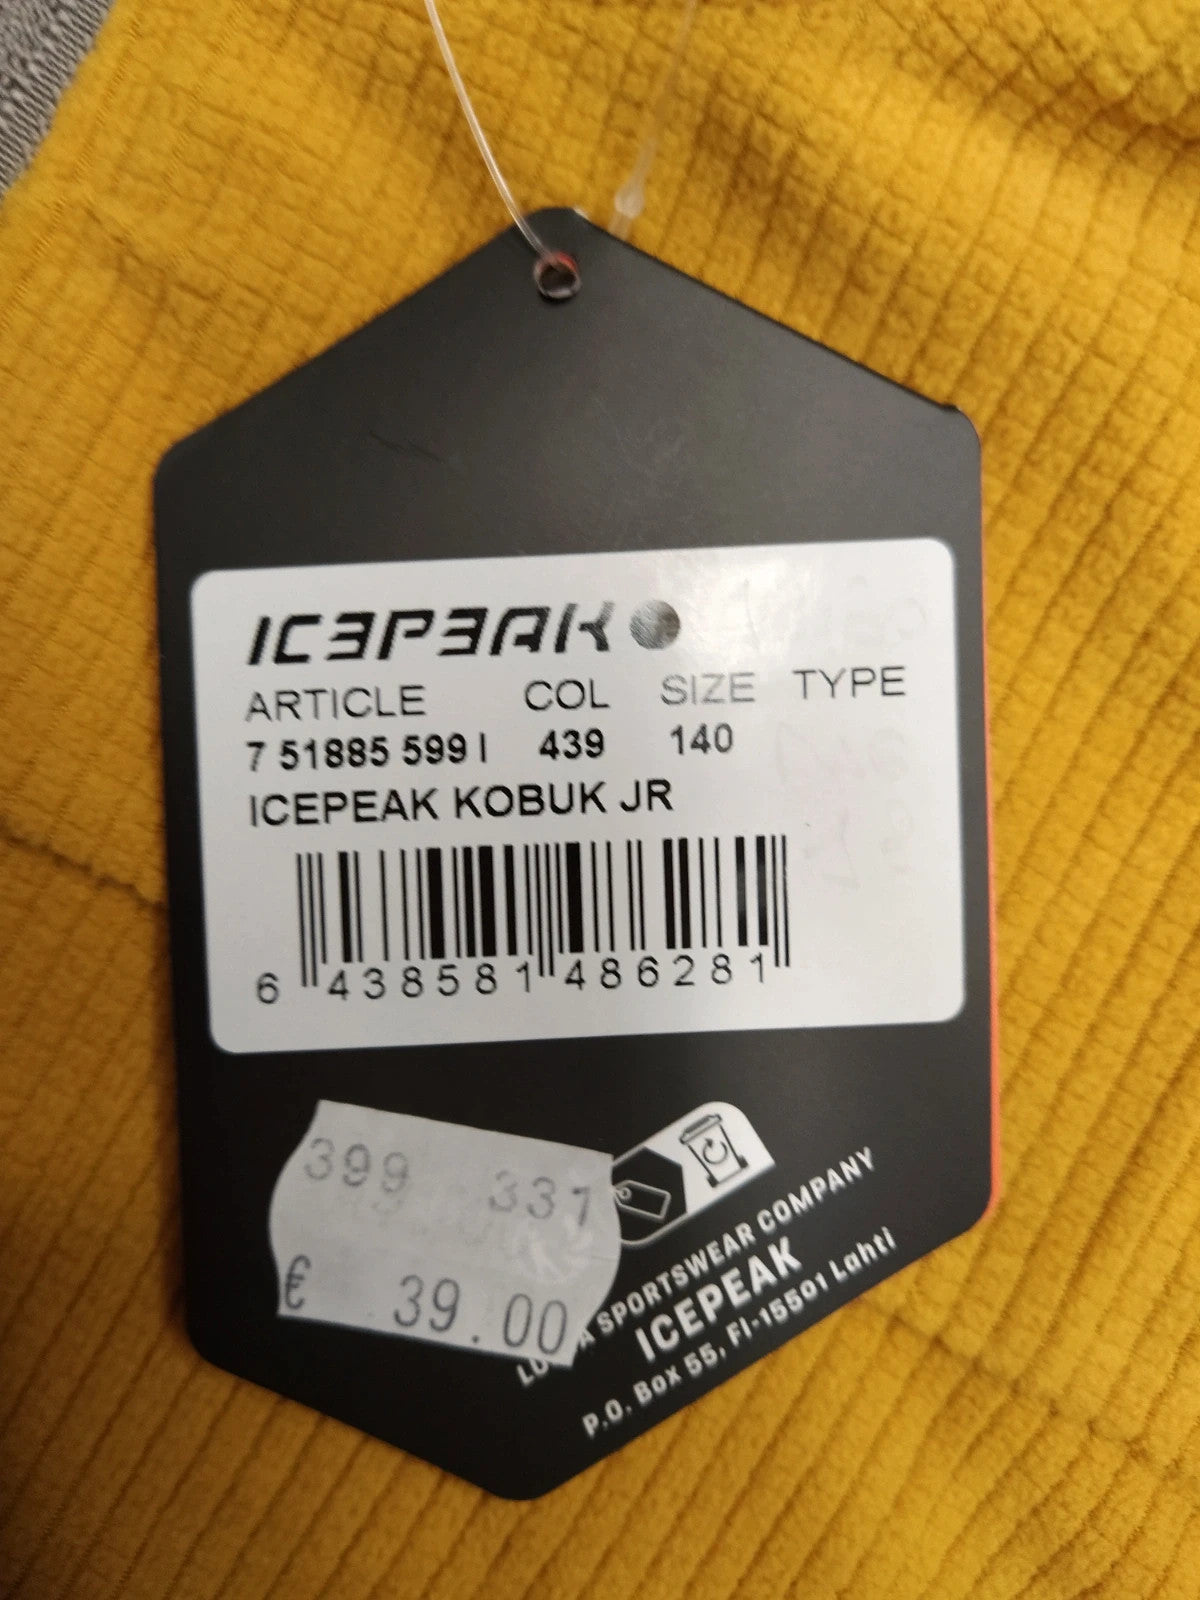 ICEPEAK
ARTICLE COL SIZE TYPE
7 51885 599 I 439 140
ICEPEAK KOBUK JR
6 438581 486281
399 331
€ 39.00
SPORTSWEAR COMPANY
ICEPEAK
P.O. Box 55, FI-15501 Lahti